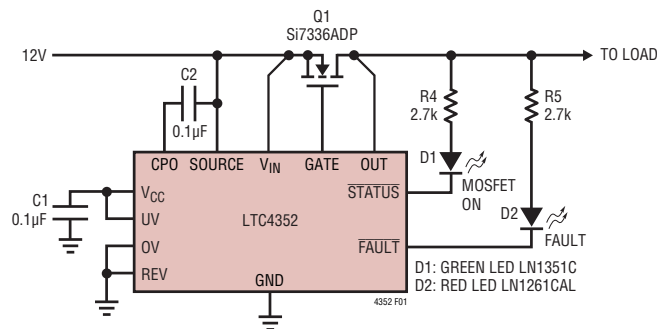 Q1
Si7336ADP
12V
TO LOAD
C2
0.1µF
R4
2.7k
R5
2.7k
CPO
SOURCE
VIN
GATE
OUT
D1
MOSFET
ON
C1
0.1µF
VCC
UV
OV
REV
LTC4352
STATUS
FAULT
GND
D2
FAULT
D1: GREEN LED LN1351C
D2: RED LED LN1261CAL
4352 F01